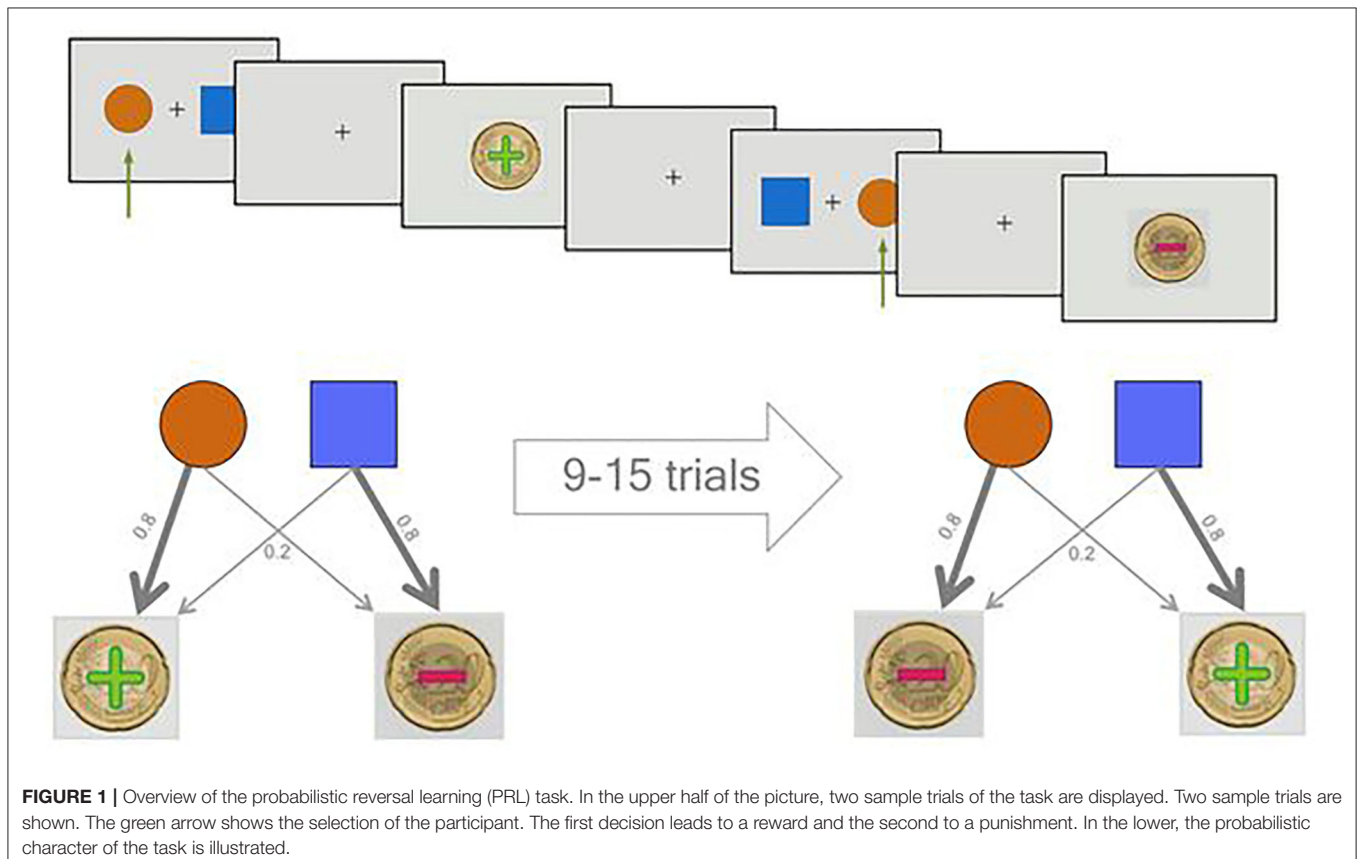 0.8
0.2
0.8
9-15 trials
0.8
0.2
0.8
FIGURE 1 | Overview of the probabilistic reversal learning (PRL) task. In the upper half of the picture, two sample trials of the task are displayed. Two sample trials are
shown. The green arrow shows the selection of the participant. The first decision leads to a reward and the second to a punishment. In the lower, the probabilistic
character of the task is illustrated.